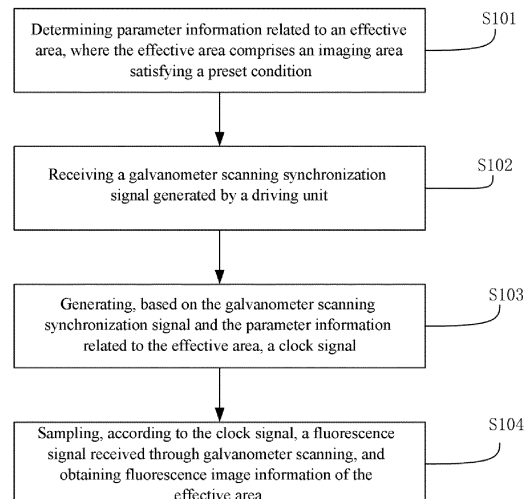 Determining parameter information related to an effective
area, where the effective area comprises an imaging area
satisfying a preset condition
S101
Receiving a galvanometer scanning synchronization
signal generated by a driving unit
S102
Generating, based on the galvanometer scanning
synchronization signal and the parameter information
related to the effective area, a clock signal
S103
Sampling, according to the clock signal, a fluorescence
signal received through galvanometer scanning, and
obtaining fluorescence image information of the
effective area
S104